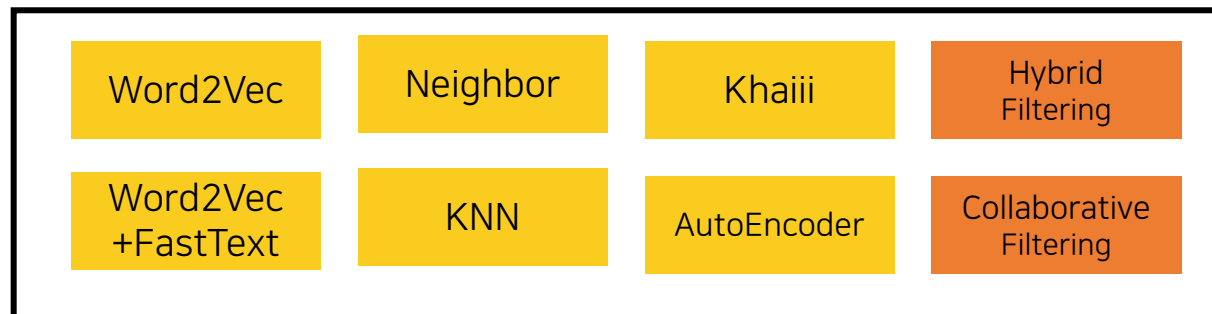 Word2Vec
Neighbor
Khaiii
Hybrid
Filtering
Word2Vec
+FastText
KNN
AutoEncoder
Collaborative
Filtering